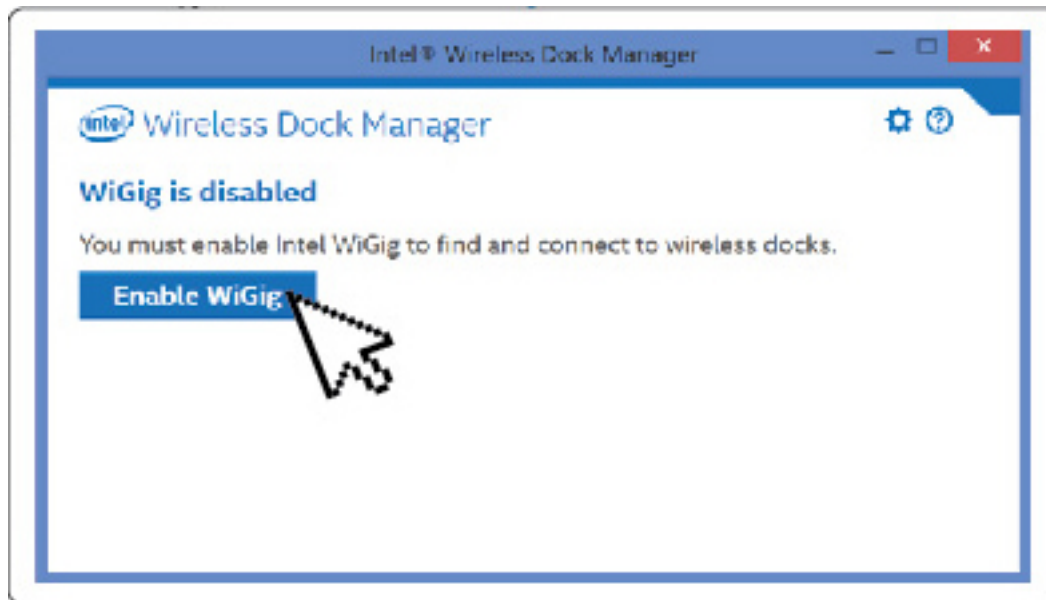 Intel® Wireless Dock Manager
intel Wireless Dock Manager
WiGig is disabled
You must enable Intel WiGig to find and connect to wireless docks.
Enable WiGig